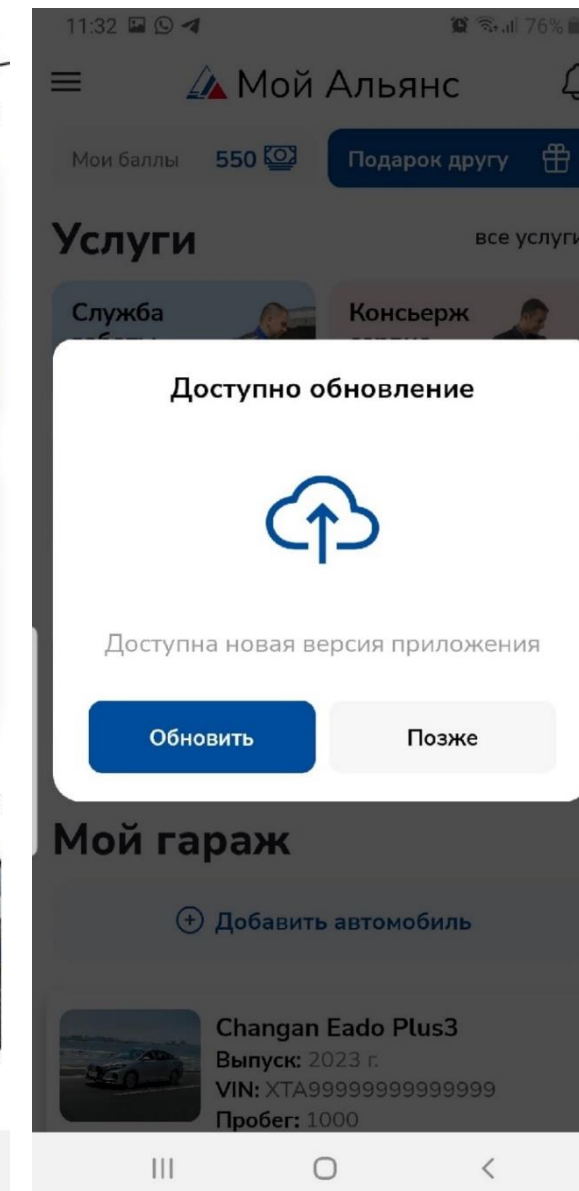 11:32 76%
Мой Альянс
Мои баллы 550 Подарок другу
Услуги все услуги
Служба Консьерж
Доступно обновление
Доступна новая версия приложения
Обновить Позже
Мой гараж
Добавить автомобиль
Changan Eado Plus3
Выпуск: 2023 г.
VIN: XTA99999999999999
Пробег: 1000